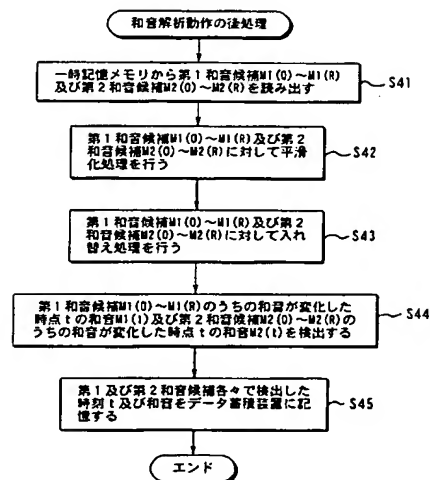 和音解析動作の後処理
一時記憶メモリから第1和音候補M1(0)～M1(R)
及び第2和音候補M2(0)～M2(R)を読み出す
S41
第1和音候補M1(0)～M1(R)及び第2
和音候補M2(0)～M2(R)に対して平滑
化処理を行う
S42
第1和音候補M1(0)～M1(R)及び第2
和音候補M2(0)～M2(R)に対して入れ
替え処理を行う
S43
第1和音候補M1(0)～M1(R)のうちの和音が変化した
時点tの和音M1(t)及び第2和音候補M2(0)～M2(R)の
うちの和音が変化した時点tの和音M2(t)を検出する
S44
第1及び第2和音候補各々で検出した
時刻t及び和音をデータ蓄積装置に記
憶する
S45
エンド